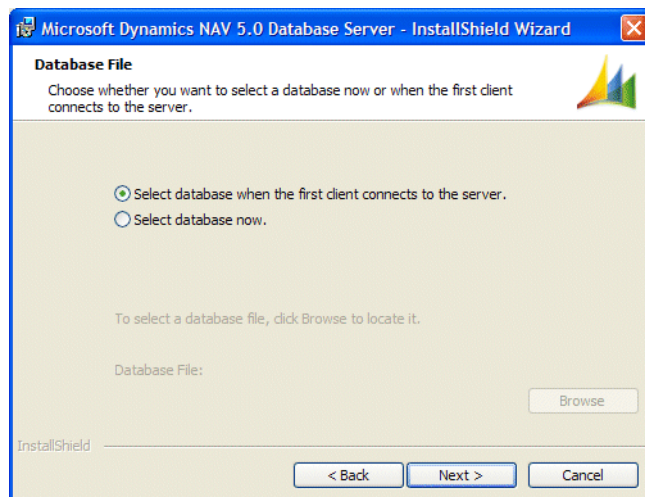 Microsoft Dynamics NAV 5.0 Database Server - InstallShield Wizard
Database File
Choose whether you want to select a database now or when the first client
connects to the server.
Select database when the first client connects to the server.
Select database now.
To select a database file, click Browse to locate it.
Database File:
Browse
InstallShield
< Back
Next >
Cancel